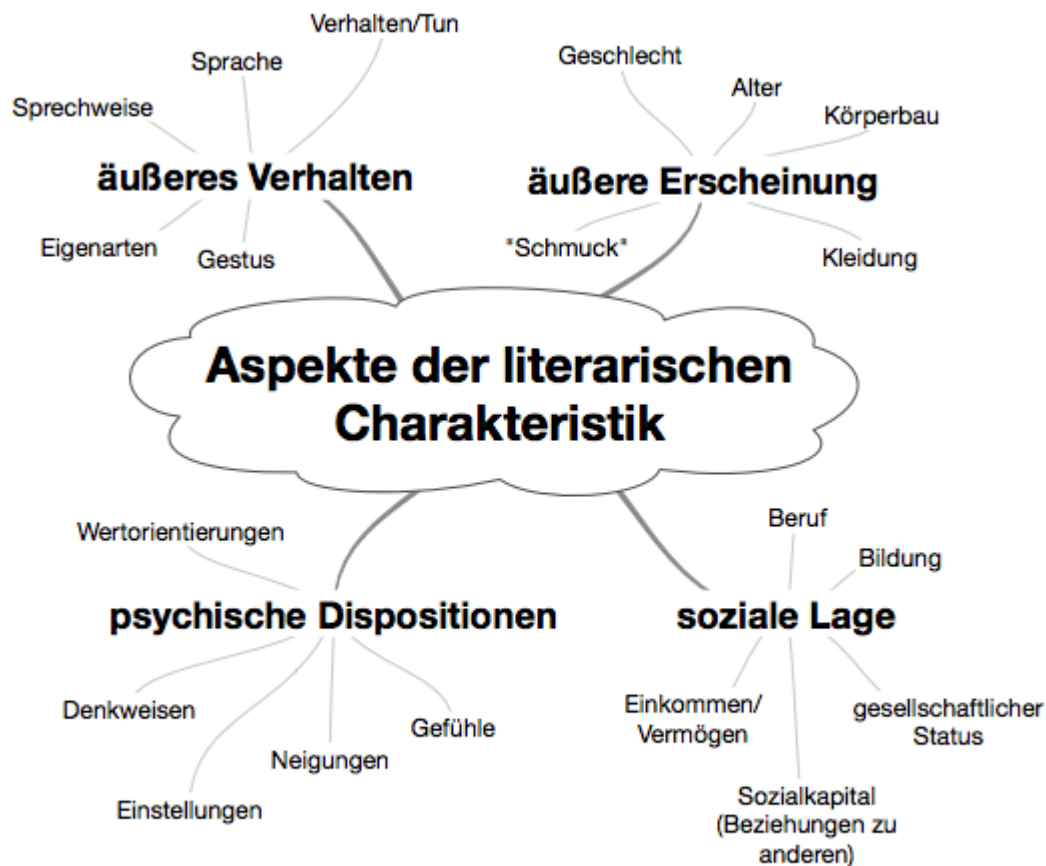 Verhalten/Tun
Sprache
Sprechweise
äußeres Verhalten
Eigenarten
Gestus
Geschlecht
Alter
Körperbau
äußere Erscheinung
"Schmuck"
Kleidung
Aspekte der literarischen
Charakteristik
Wertorientierungen
psychische Dispositionen
Denkweisen
Einstellungen
Neigungen
Gefühle
Beruf
Bildung
soziale Lage
Einkommen/
Vermögen
gesellschaftlicher
Status
Sozialkapital
(Beziehungen zu
anderen)